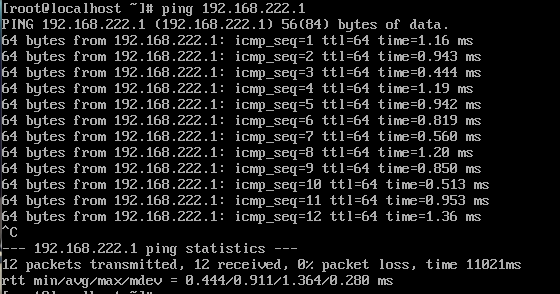 [root@localhost ~]# ping 192.168.222.1
PING 192.168.222.1 (192.168.222.1) 56(84) bytes of data.
64 bytes from 192.168.222.1: icmp_seq=1 ttl=64 time=1.16 ms
64 bytes from 192.168.222.1: icmp_seq=2 ttl=64 time=0.943 ms
64 bytes from 192.168.222.1: icmp_seq=3 ttl=64 time=0.444 ms
64 bytes from 192.168.222.1: icmp_seq=4 ttl=64 time=1.19 ms
64 bytes from 192.168.222.1: icmp_seq=5 ttl=64 time=0.942 ms
64 bytes from 192.168.222.1: icmp_seq=6 ttl=64 time=0.819 ms
64 bytes from 192.168.222.1: icmp_seq=7 ttl=64 time=0.560 ms
64 bytes from 192.168.222.1: icmp_seq=8 ttl=64 time=1.20 ms
64 bytes from 192.168.222.1: icmp_seq=9 ttl=64 time=0.850 ms
64 bytes from 192.168.222.1: icmp_seq=10 ttl=64 time=0.513 ms
64 bytes from 192.168.222.1: icmp_seq=11 ttl=64 time=0.953 ms
64 bytes from 192.168.222.1: icmp_seq=12 ttl=64 time=1.36 ms
^C
--- 192.168.222.1 ping statistics ---
12 packets transmitted, 12 received, 0% packet loss, time 11021ms
rtt min/avg/max/mdev = 0.444/0.911/1.364/0.280 ms
[root@localhost ~]#